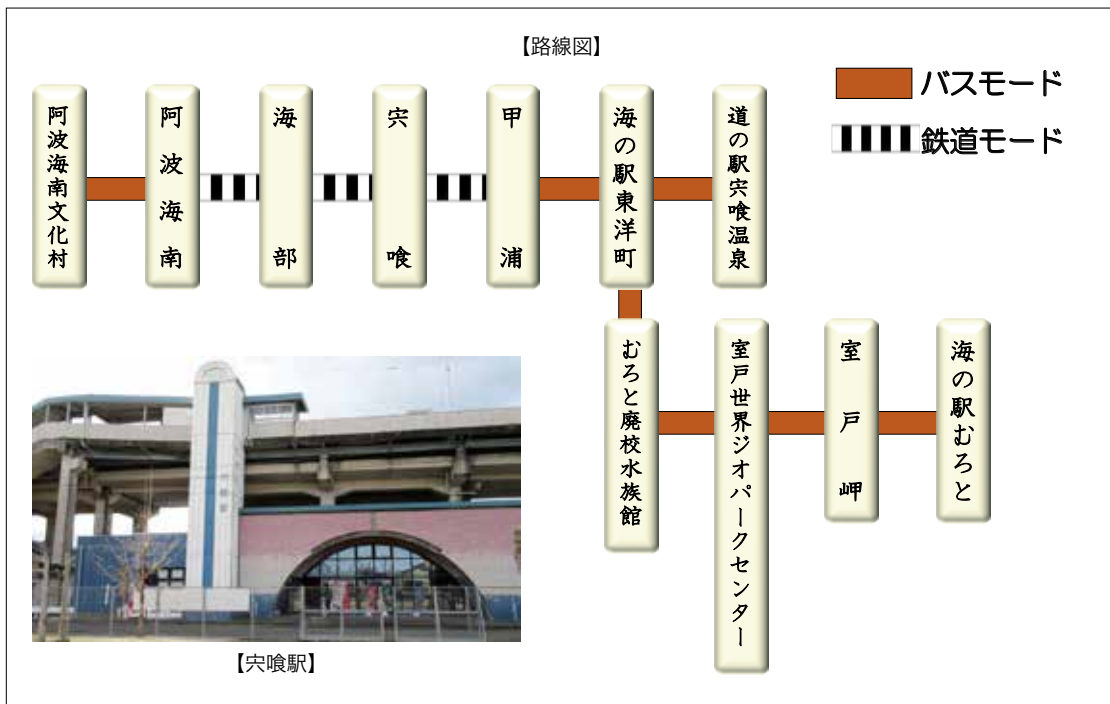 【路線図】
バスモード
鉄道モード
阿波海南文化村
阿波海南
海部
宍喰
甲浦
海の駅東洋町
道の駅宍喰温泉
むろと廃校水族館
室戸世界ジオパークセンター
室戸岬
海の駅むろと
【宍喰駅】